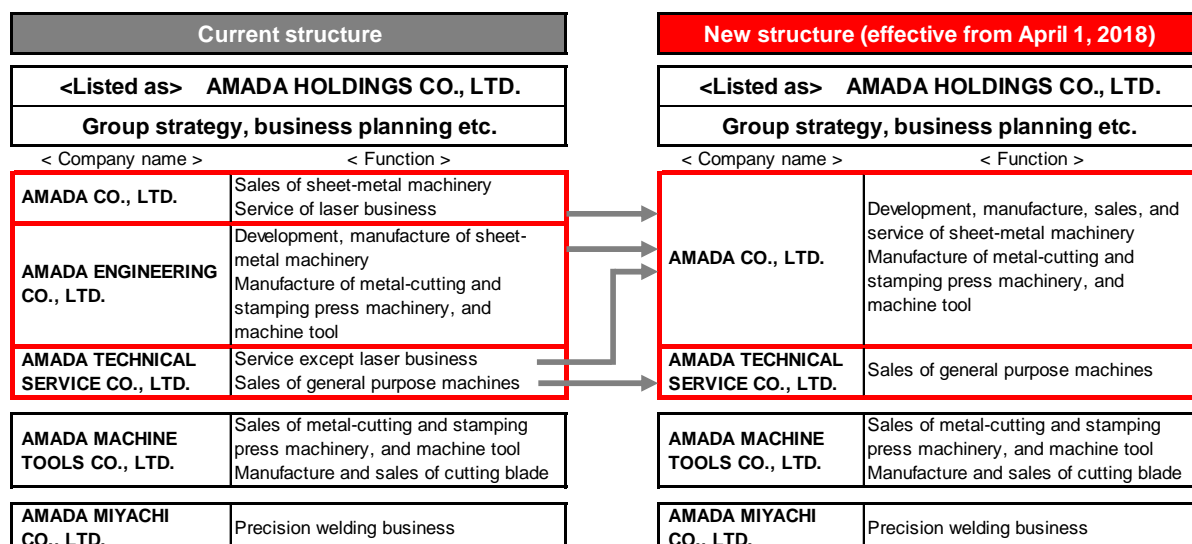 Current structure
<Listed as> AMADA HOLDINGS CO., LTD.
Group strategy, business planning etc.
< Company name > < Function >
AMADA CO., LTD.
Sales of sheet-metal machinery
Service of laser business
AMADA ENGINEERING
CO., LTD.
Development, manufacture of sheet-
metal machinery
Manufacture of metal-cutting and
stamping press machinery, and
machine tool
AMADA TECHNICAL
SERVICE CO., LTD.
Service except laser business
Sales of general purpose machines
AMADA MACHINE
TOOLS CO., LTD.
Sales of metal-cutting and stamping
press machinery, and machine tool
Manufacture and sales of cutting blade
AMADA MIYACHI
CO., LTD.
Precision welding business
New structure (effective from April 1, 2018)
<Listed as> AMADA HOLDINGS CO., LTD.
Group strategy, business planning etc.
< Company name > < Function >
AMADA CO., LTD.
Development, manufacture, sales, and
service of sheet-metal machinery
Manufacture of metal-cutting and
stamping press machinery, and
machine tool
AMADA TECHNICAL
SERVICE CO., LTD.
Sales of general purpose machines
AMADA MACHINE
TOOLS CO., LTD.
Sales of metal-cutting and stamping
press machinery, and machine tool
Manufacture and sales of cutting blade
AMADA MIYACHI
CO., LTD.
Precision welding business